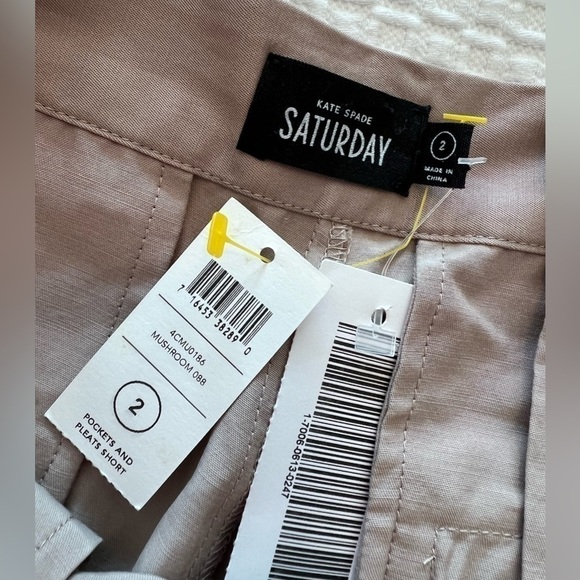 KATE SPADE
SATURDAY
2
MADE IN
CHINA
7 16453 38289 0
4CMU0186
MUSHROOM 088
2
POCKETS AND
PLEATS SHORT
1-7006-0613-0247